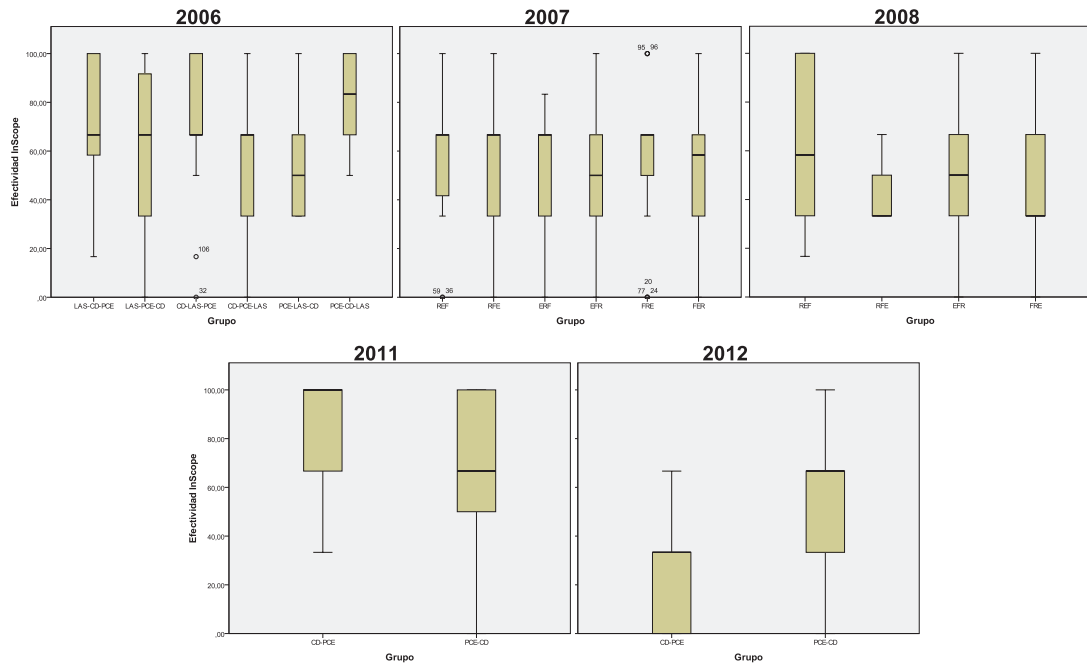 2006 2007 2008
Efectividad InScope
100,00
80,00
60,00
40,00
20,00
,00
106
32
95 96
59 36
20
77 24
LAS-CD-PCE LAS-PCE-CD CD-LAS-PCE CD-PCE-LAS PCE-LAS-CD PCE-CD-LAS
REF RFE ERF EFR FRE FER
REF RFE EFR FRE
Grupo Grupo Grupo
2011 2012
Efectividad InScope
100,00
80,00
60,00
40,00
20,00
,00
CD-PCE PCE-CD CD-PCE PCE-CD
Grupo Grupo